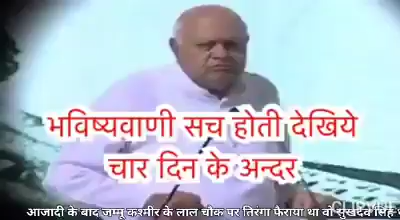 भविष्यवाणी सच होती देखिये
चार दिन के अन्दर
आजादी के बाद जम्मू कश्मीर के लाल चौक पर तिरंगा फैराया था वो सुखदेव सिंह